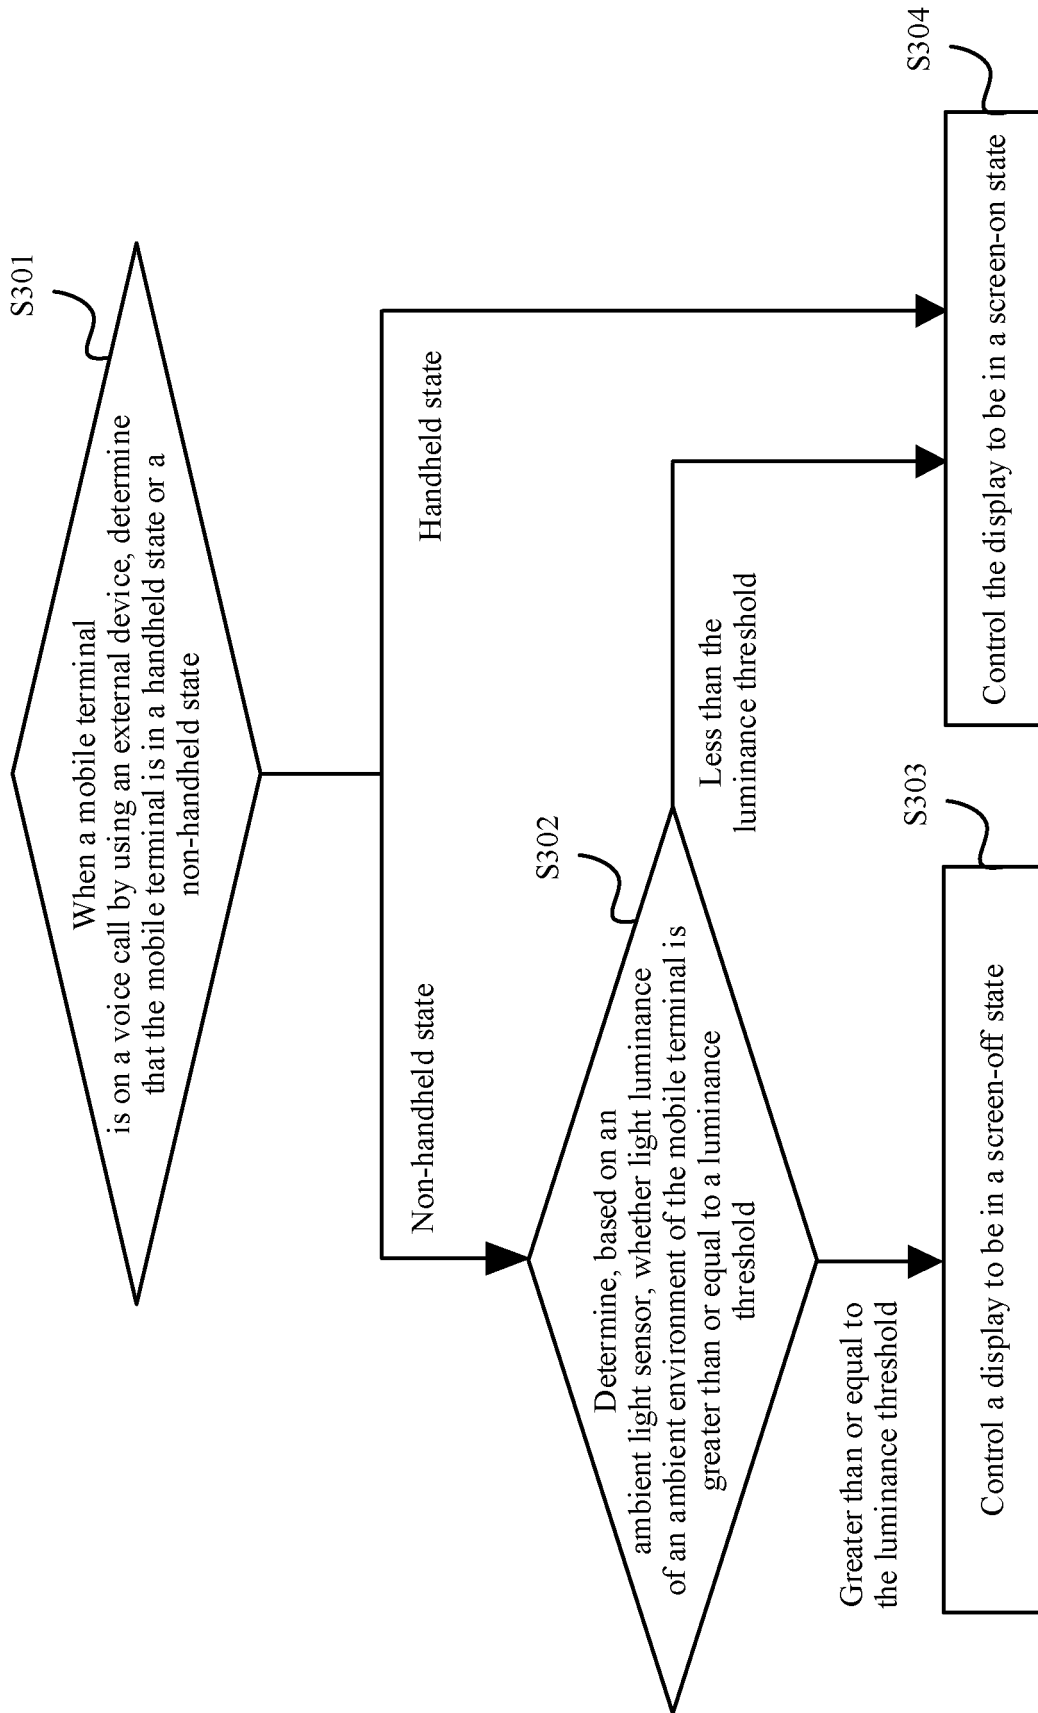 S301
When a mobile terminal
is on a voice call by using an external device, determine
that the mobile terminal is in a handheld state or a
non-handheld state
Non-handheld state
Handheld state
S302
Determine, based on an
ambient light sensor, whether light luminance
of an ambient environment of the mobile terminal is
greater than or equal to a luminance
threshold
Less than the
luminance threshold
Greater than or equal to
the luminance threshold
S303
Control a display to be in a screen-off state
S304
Control the display to be in a screen-on state